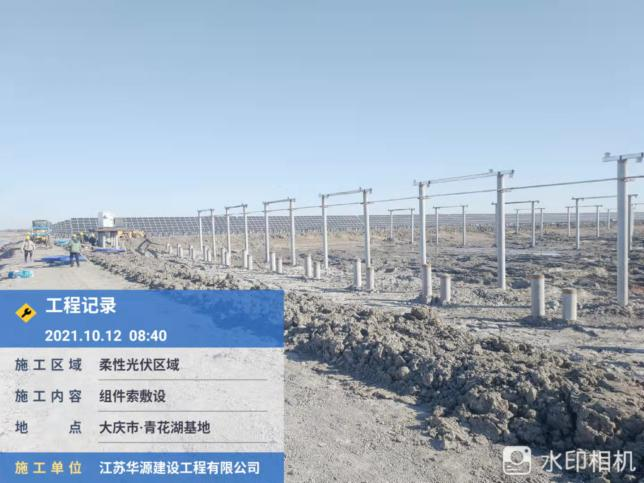 工程记录
2021.10.12 08:40
施工区域 柔性光伏区域
施工内容 组件索敷设
地点 大庆市·青花湖基地
施工单位 江苏华源建设工程有限公司
水印相机